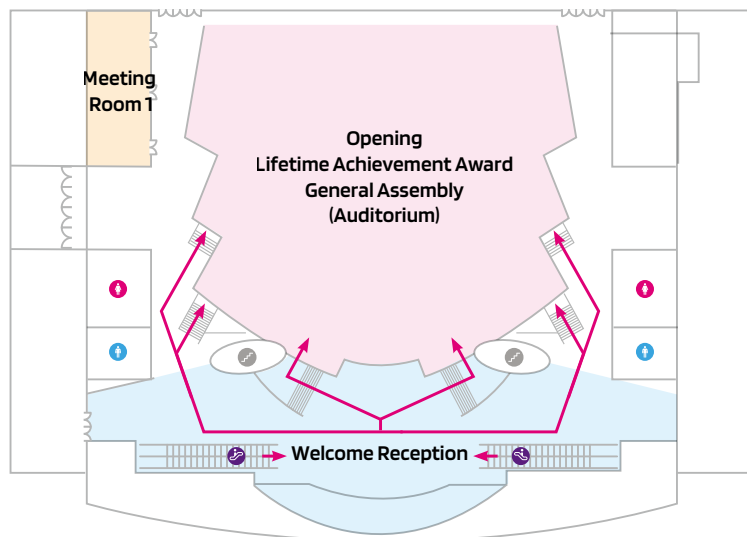 Meeting
Room 1
Opening
Lifetime Achievement Award
General Assembly
(Auditorium)
Welcome Reception